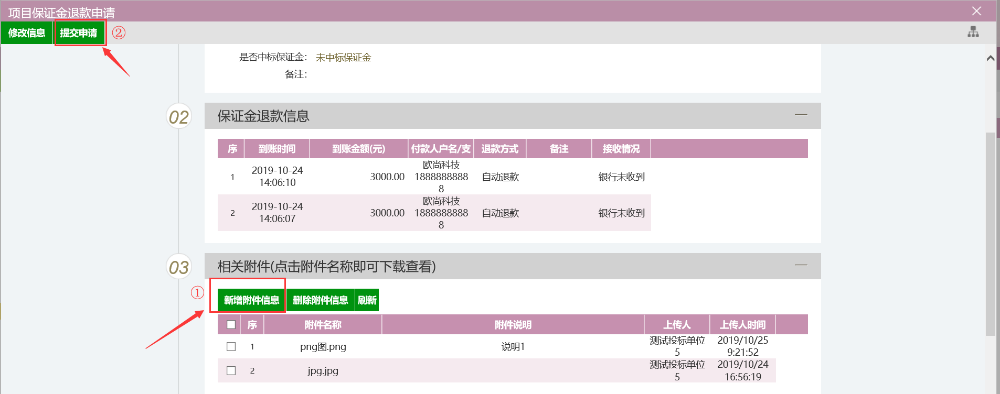 项目保证金退款申请
修改信息 提交申请 ②
是否中标保证金： 未中标保证金
备注：
02 保证金退款信息
序 到账时间 到账金额(元) 付款人户名/支 退款方式 备注 接收情况
1 2019-10-24 14:06:10 3000.00 欧尚科技 18888888888 自动退款 银行未收到
2 2019-10-24 14:06:07 3000.00 欧尚科技 18888888888 自动退款 银行未收到
03 相关附件(点击附件名称即可下载查看)
① 新增附件信息 删除附件信息 刷新
序 附件名称 附件说明 上传人 上传人时间
1 png图.png 说明1 测试投标单位5 2019/10/25 9:21:52
2 jpg.jpg 测试投标单位5 2019/10/24 16:56:19